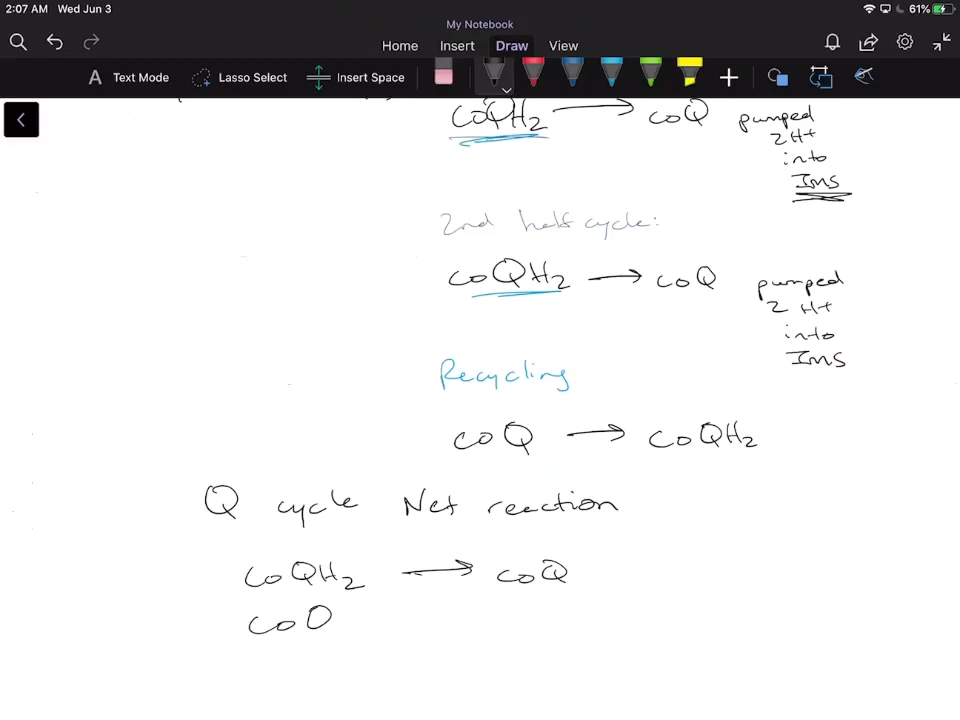 2:07 AM Wed Jun 3
61%
My Notebook
Home Insert Draw View
A Text Mode Lasso Select Insert Space
coQH2 → coQ pumped
2H+
into
IMS
2nd half cycle:
coQH2 → coQ pumped
2 H+
into
IMS
Recycling
coQ → coQH2
Q cycle Net reaction
coQH2 → coQ
coO